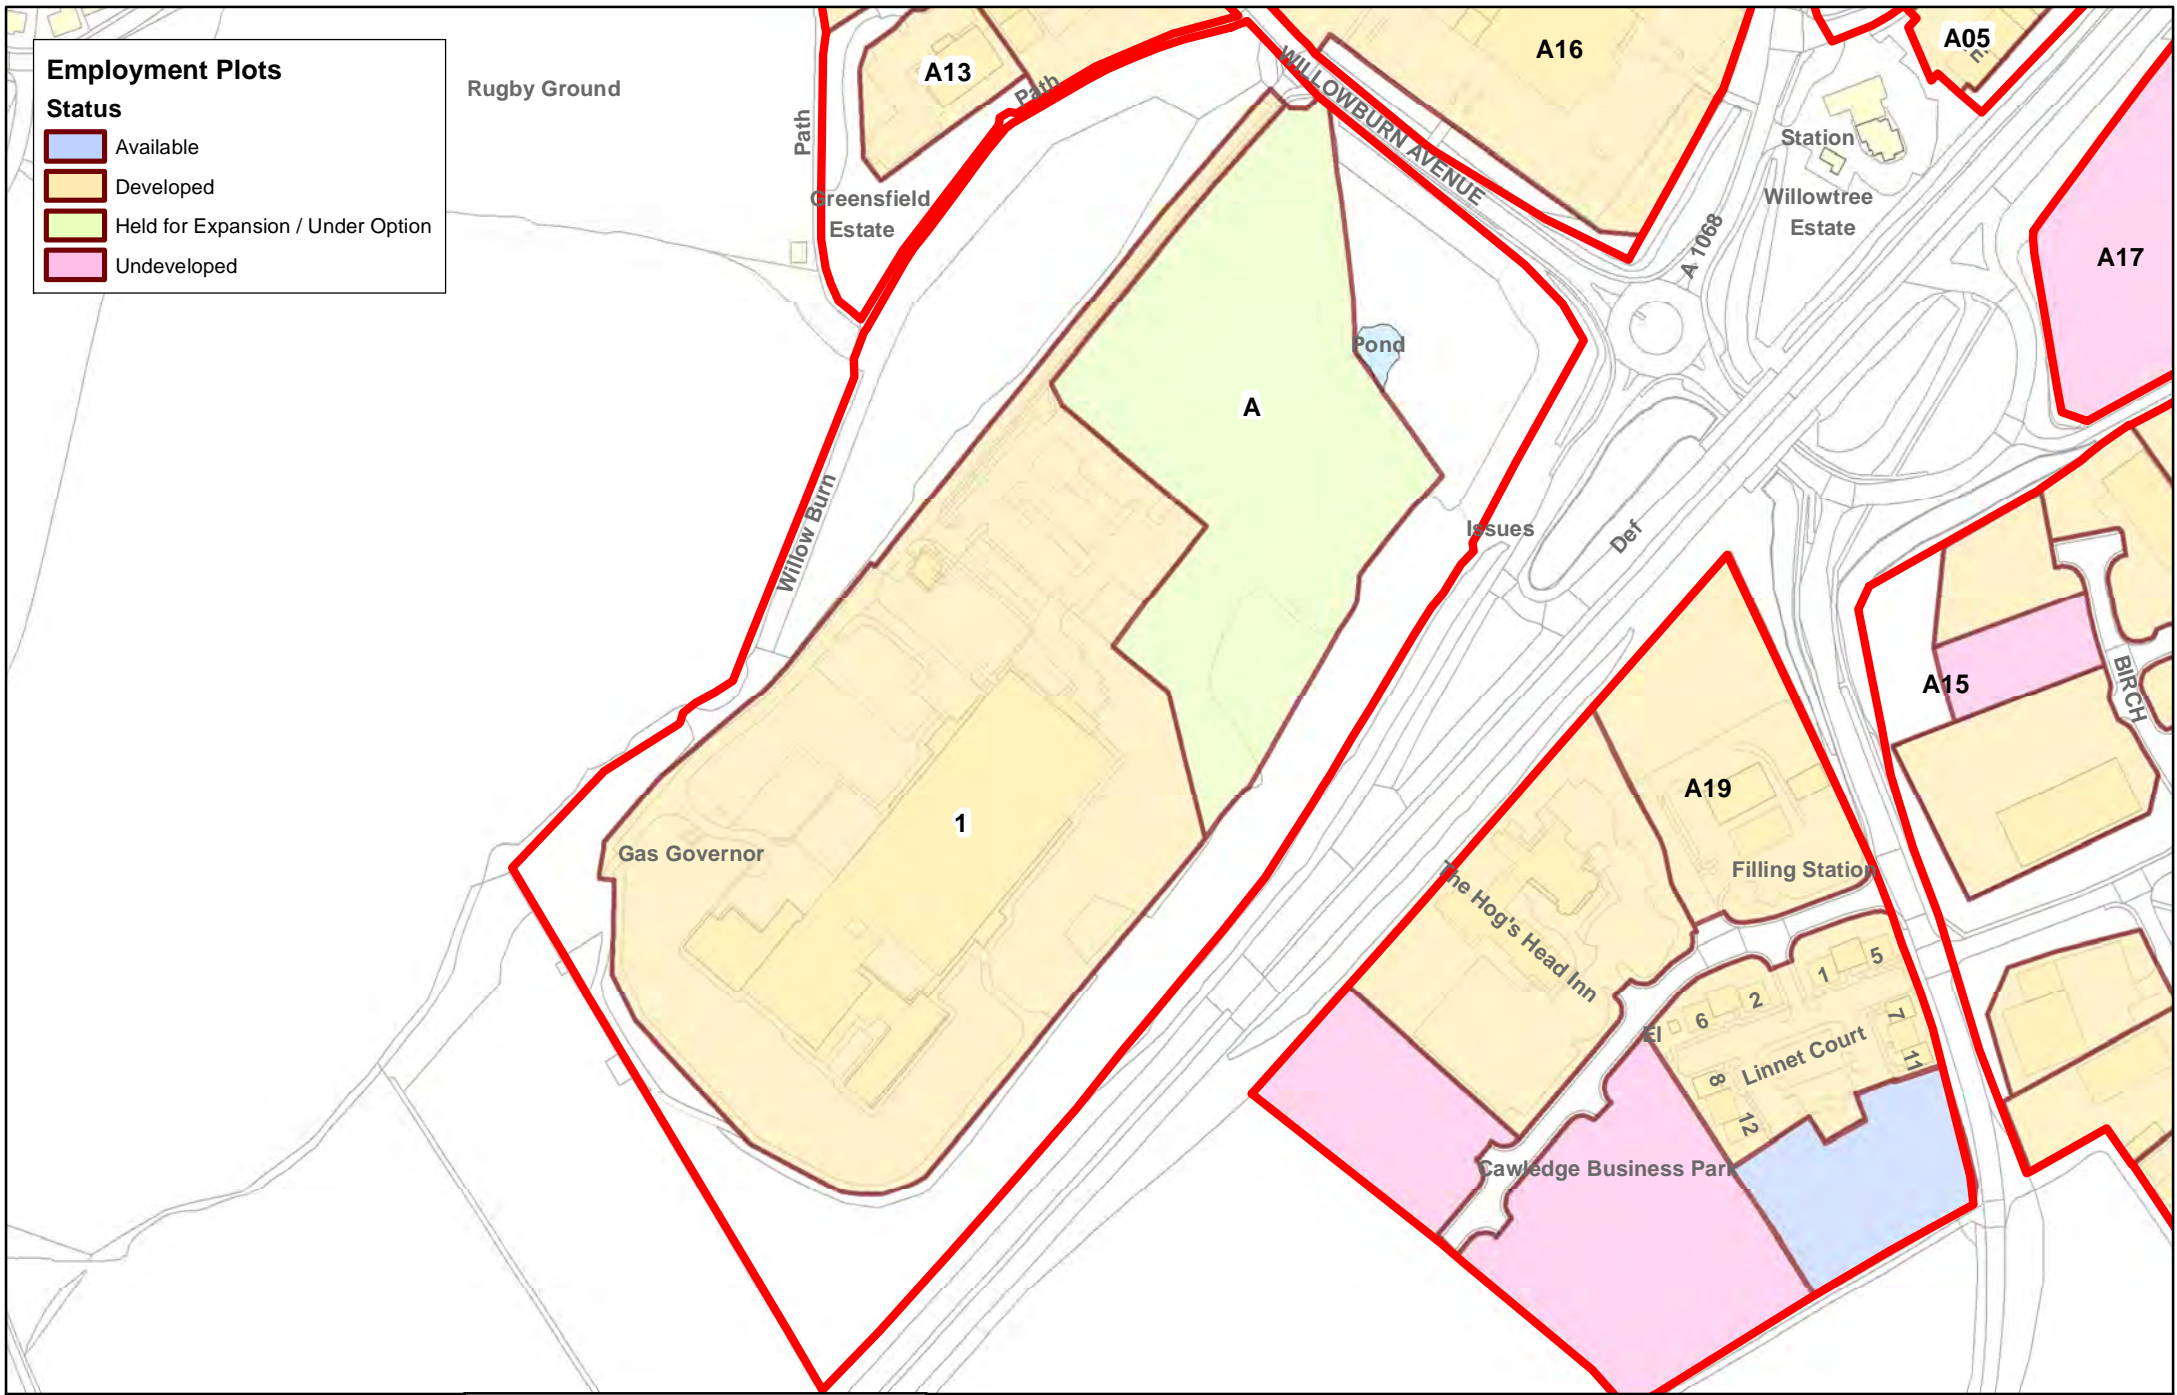 Employment Plots
Status
Available
Developed
Held for Expansion / Under Option
Undeveloped
Rugby Ground
Path
A13
Path
Greensfield
Estate
WILLOWBURN AVENUE
A16
A05
Station
Willowtree
Estate
A 1068
A17
Pond
A
Willow Burn
Issues
Def
A15
BIRCH
1
Gas Governor
A19
Filling Station
The Hog's Head Inn
5
1
2
6
El
7
Linnet Court
11
8
12
Cawledge Business Park